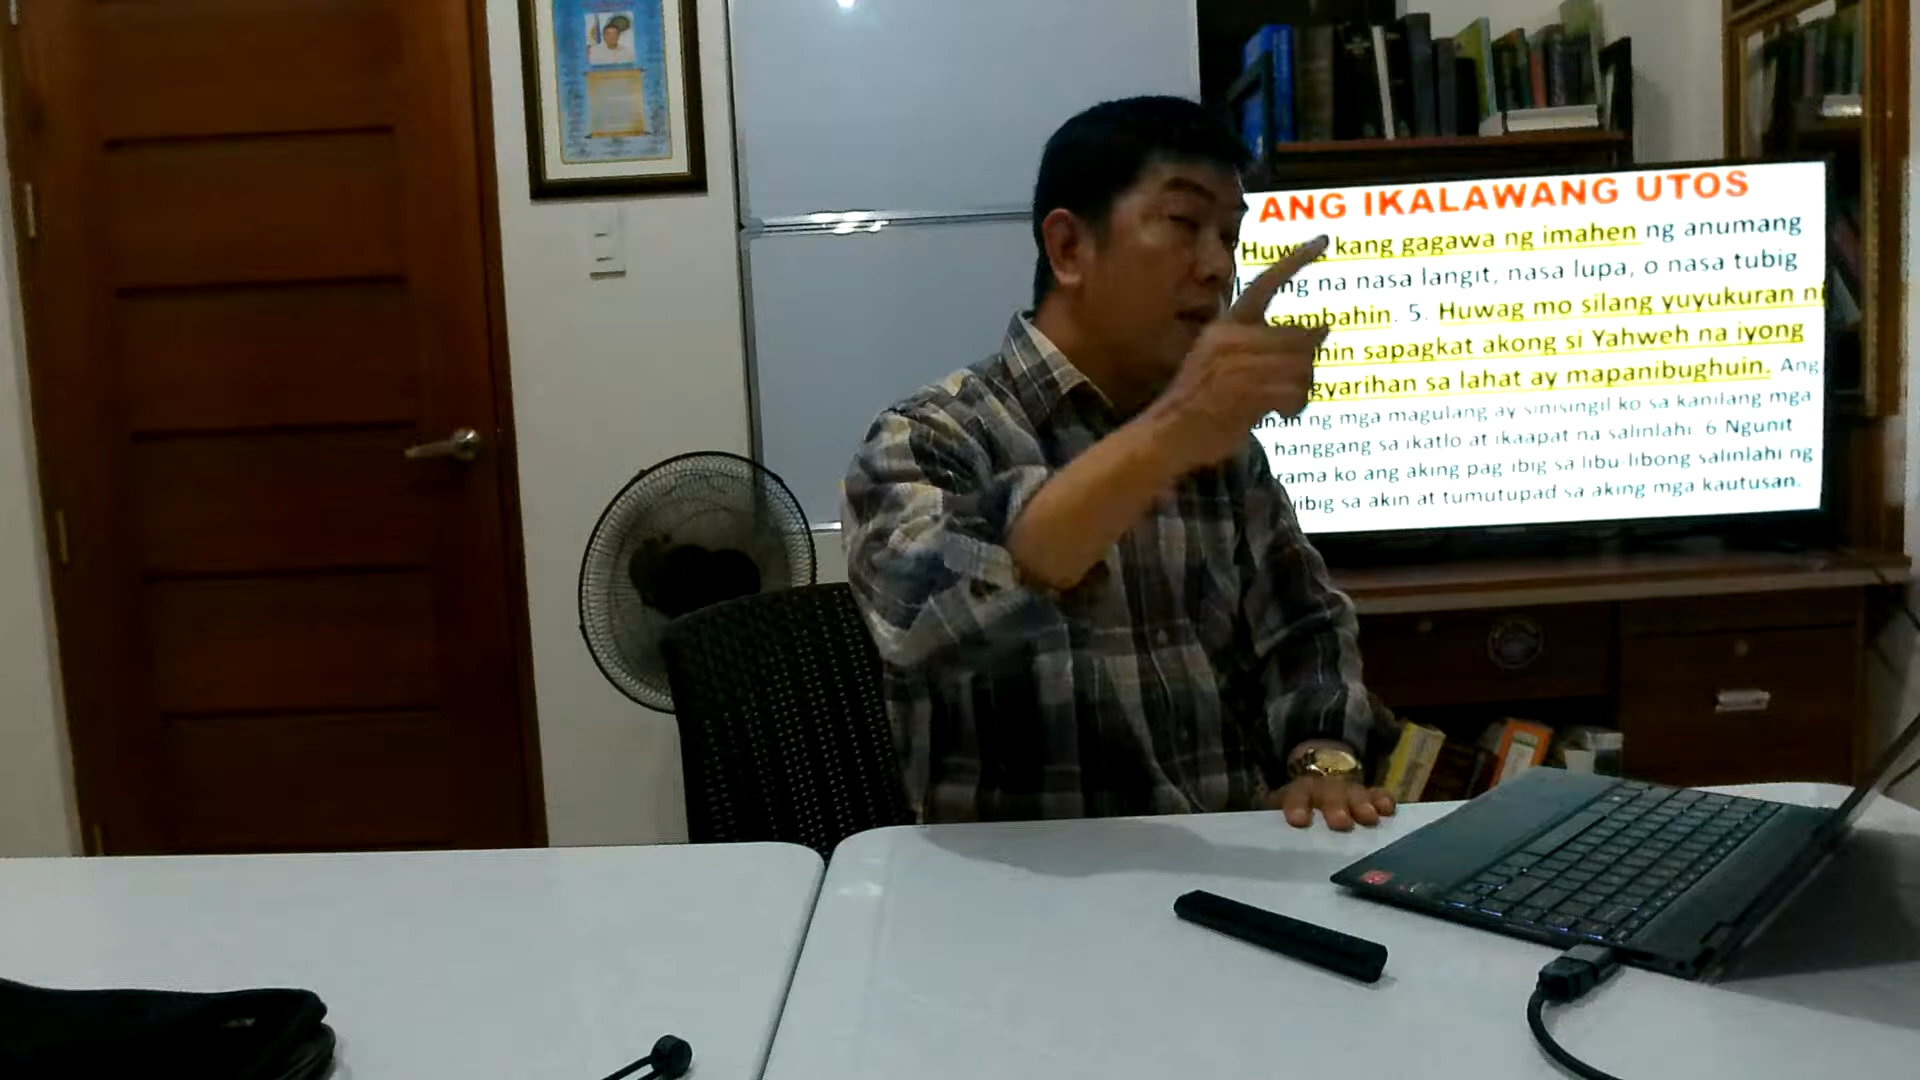 ANG IKALAWANG UTOS
kang gagawa ng imahen ng anumang
na nasa langit, nasa lupa, o nasa tubig
sambahin. 5. Huwag mo silang yuyukuran ni
sapagkat akong si Yahweh na iyong
sa lahat ay mapanibughuin. Ang
ng mga magulang ay sinisingil ko sa kanilang mga
hanggang sa ikatlo at ikaapat na salinlahi. 6 Ngunit
ko ang aking pag ibig sa libu-libong salinlahi ng
sa akin at tumutupad sa aking mga kautusan.